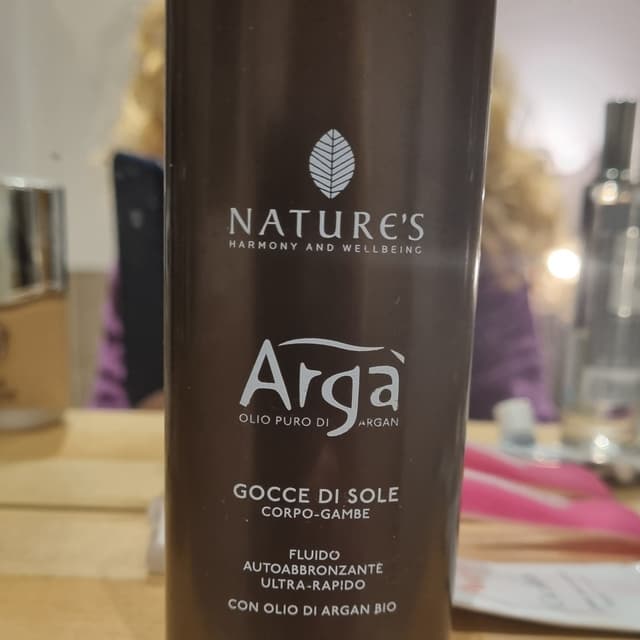 NATURE'S
HARMONY AND WELLBEING
Argà
OLIO PURO DI ARGAN
GOCCE DI SOLE
CORPO-GAMBE
FLUIDO
AUTOABBRONZANTE
ULTRA-RAPIDO
CON OLIO DI ARGAN BIO